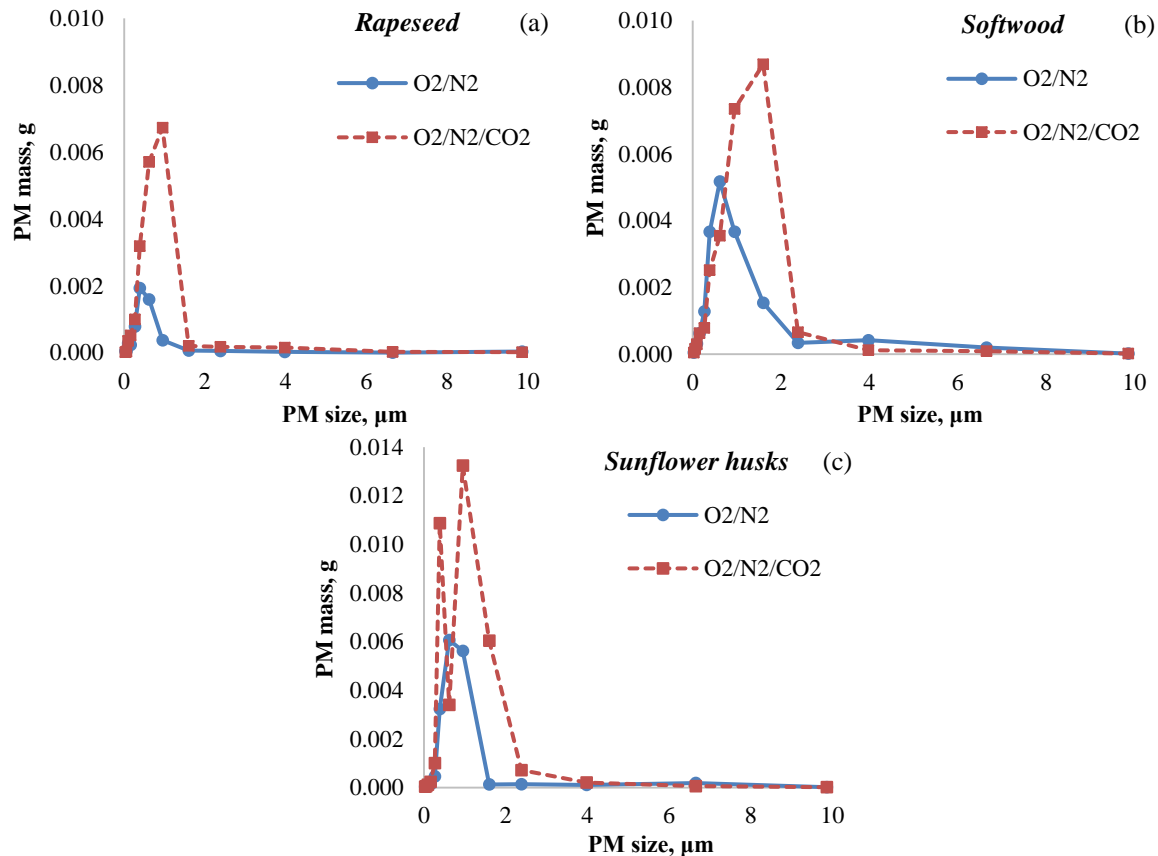 Rapeseed (a)
O2/N2
O2/N2/CO2
PM mass, g
0.010
0.008
0.006
0.004
0.002
0.000
0 2 4 6 8 10
PM size, µm
Softwood (b)
O2/N2
O2/N2/CO2
PM mass, g
0.010
0.008
0.006
0.004
0.002
0.000
0 2 4 6 8 10
PM size, µm
Sunflower husks (c)
O2/N2
O2/N2/CO2
PM mass, g
0.014
0.012
0.010
0.008
0.006
0.004
0.002
0.000
0 2 4 6 8 10
PM size, µm